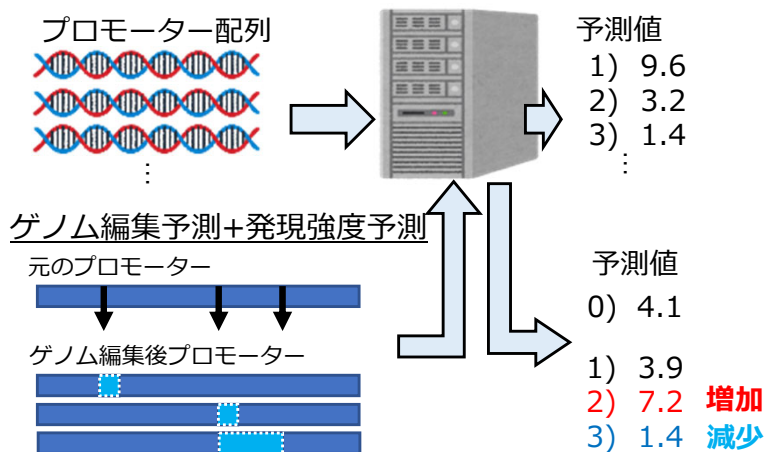 プロモーター配列
⋮
予測値
1) 9.6
2) 3.2
3) 1.4
⋮
ゲノム編集予測+発現強度予測
元のプロモーター
ゲノム編集後プロモーター
予測値
0) 4.1
1) 3.9
2) 7.2 増加
3) 1.4 減少